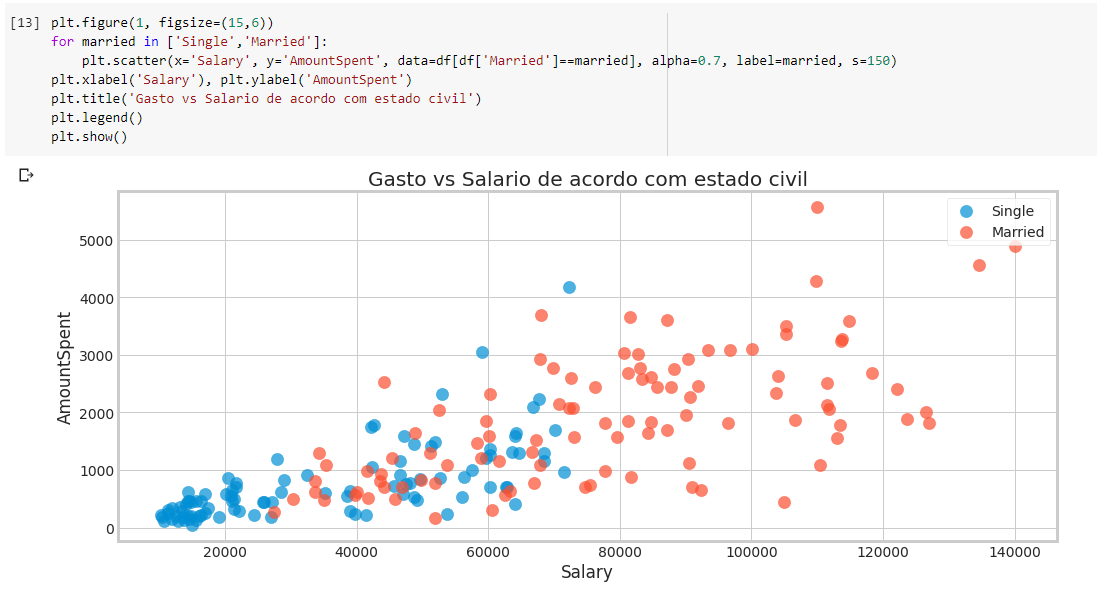 [13] plt.figure(1, figsize=(15,6))
for married in ['Single','Married']:
plt.scatter(x='Salary', y='AmountSpent', data=df[df['Married']==married], alpha=0.7, label=married, s=150)
plt.xlabel('Salary'), plt.ylabel('AmountSpent')
plt.title('Gasto vs Salario de acordo com estado civil')
plt.legend()
plt.show()
Gasto vs Salario de acordo com estado civil
Single
Married
5000
4000
3000
2000
1000
0
AmountSpent
20000 40000 60000 80000 100000 120000 140000
Salary